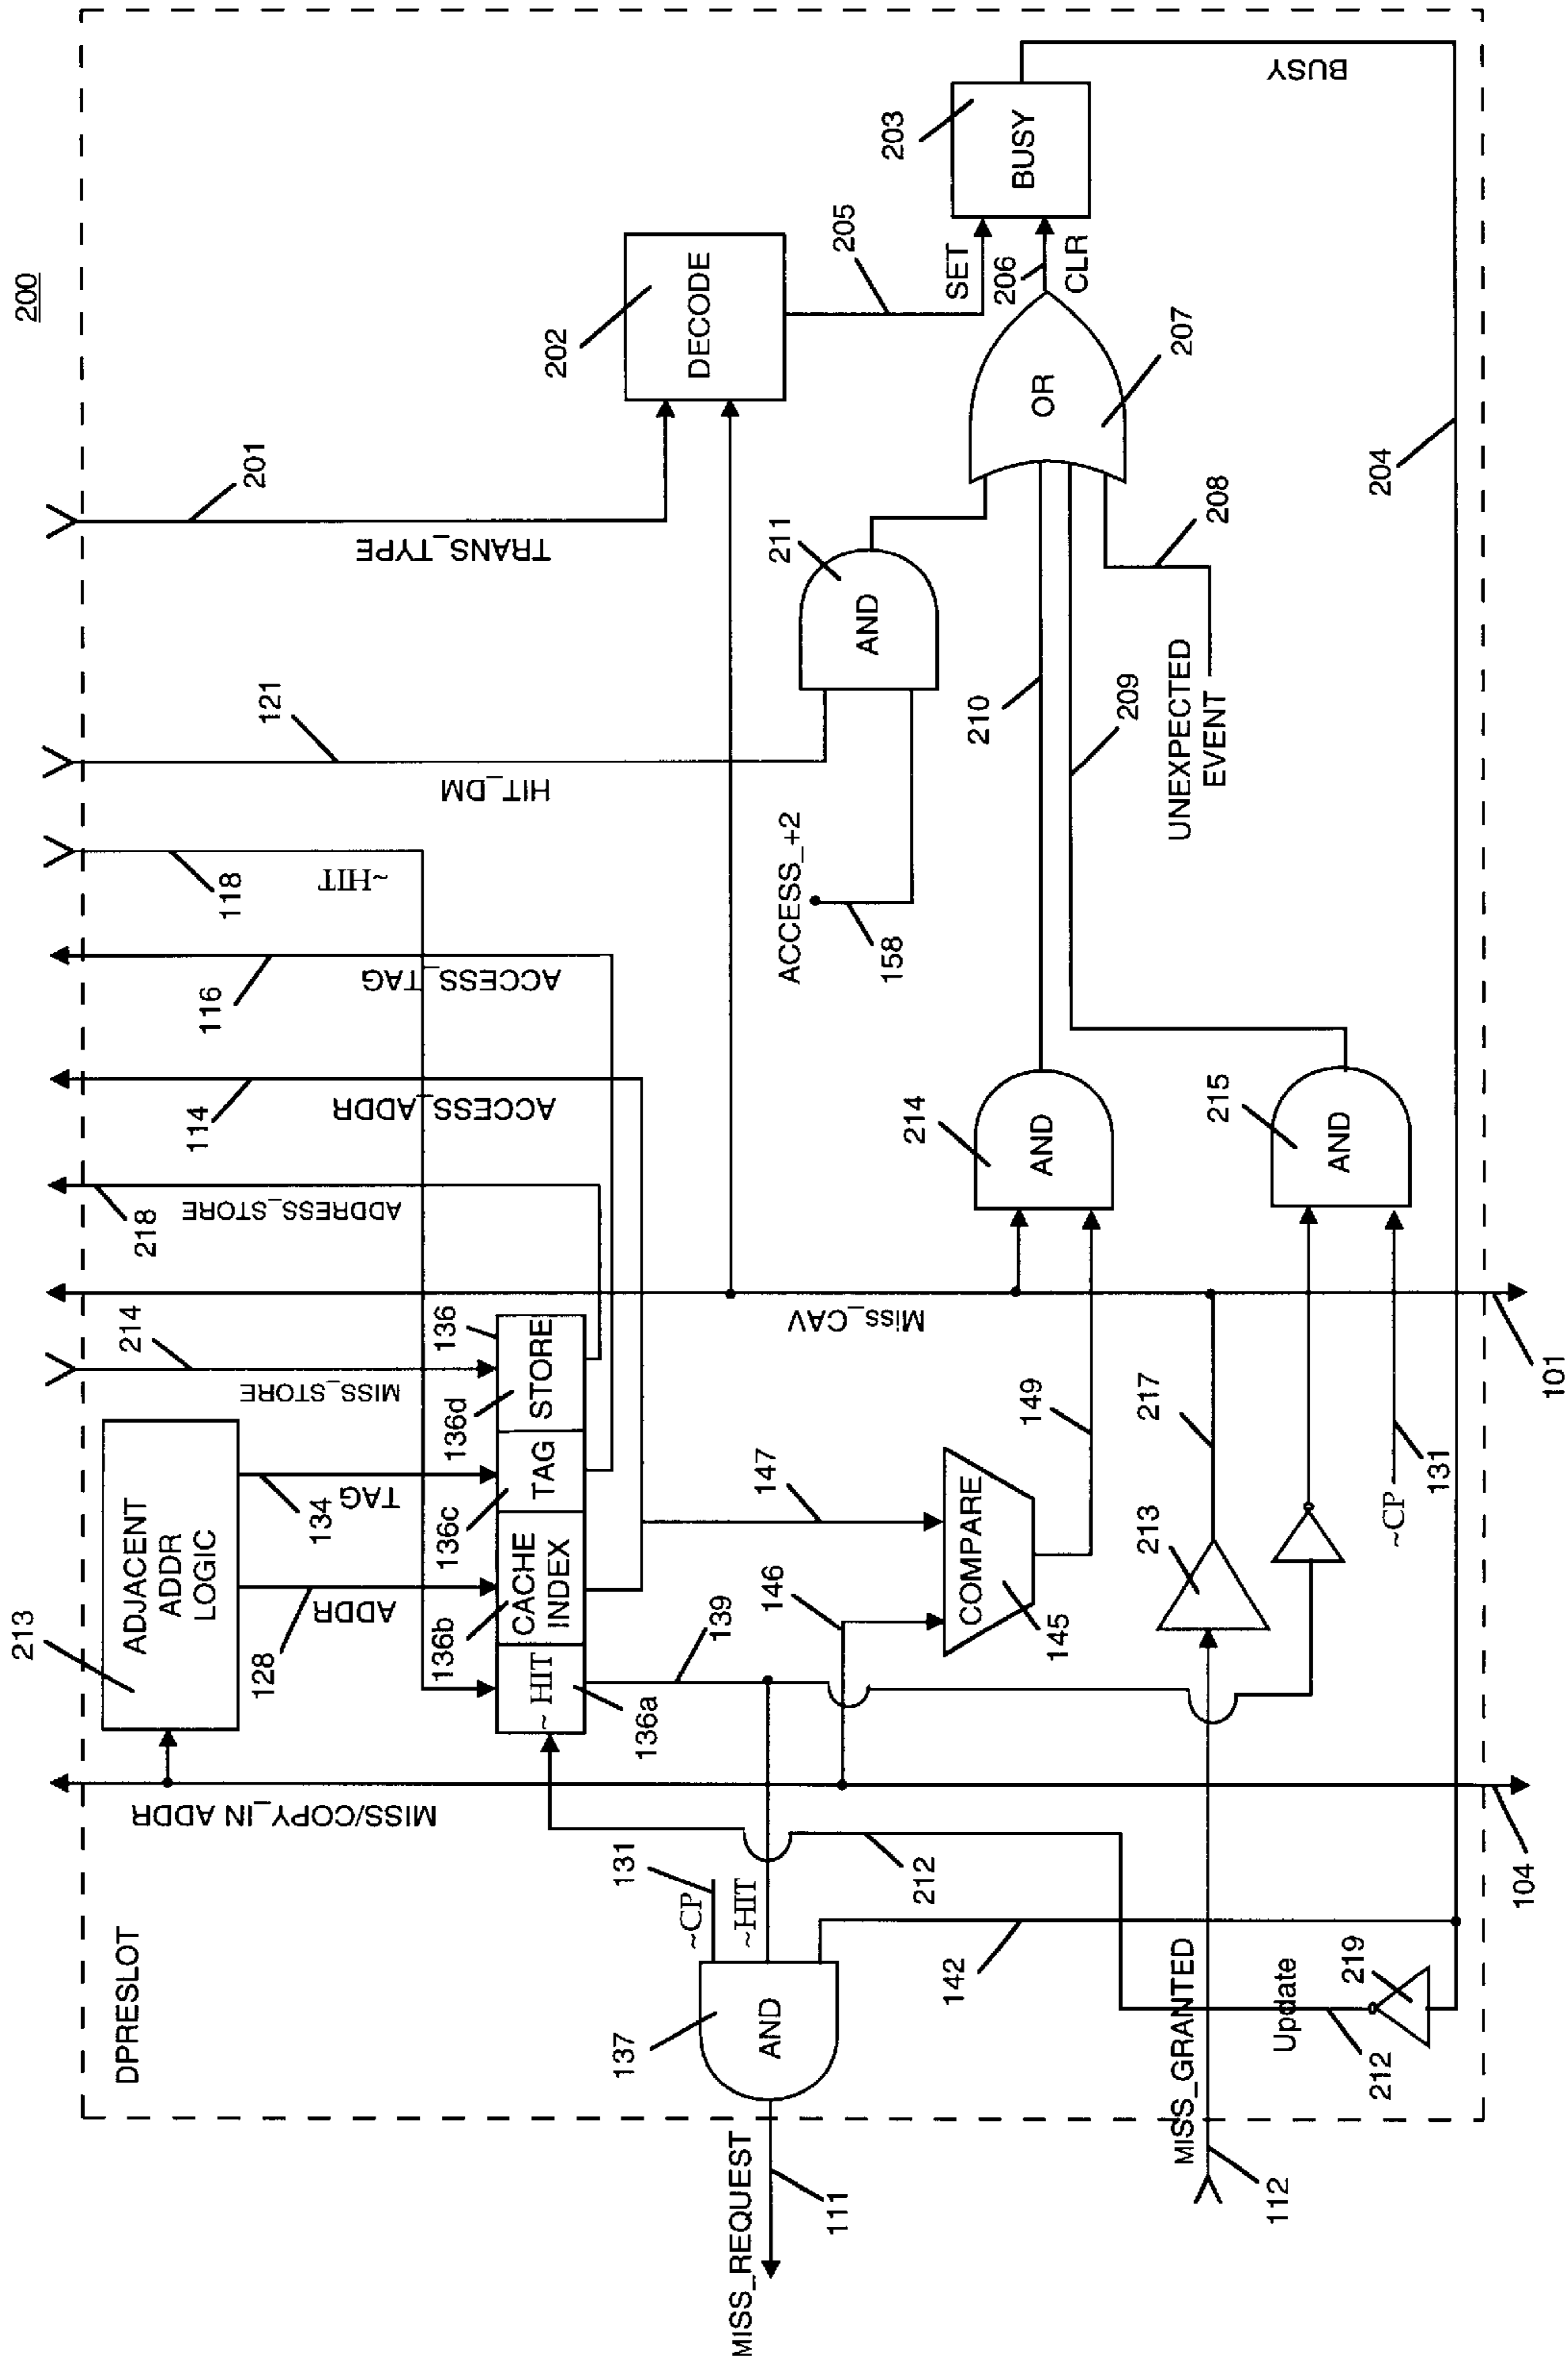 200
DPRESLOT
213
ADJACENT
ADDR
LOGIC
MISS/COPY_IN ADDR
128
ADDR
134
TAG
214
MISS_STORE
Miss_CAV
218
ADDRESS_STORE
114
ACCESS_ADDR
116
ACCESS_TAG
118
~HIT
121
HIT_DM
201
TRANS_TYPE
136b
136c
136d
136
~ HIT
CACHE
INDEX
TAG
STORE
136a
202
DECODE
205
131
~CP
~HIT
137
AND
MISS_REQUEST
111
139
212
146
147
COMPARE
145
149
ACCESS_+2
158
211
AND
203
BUSY
SET
206
CLR
OR
207
142
214
AND
210
209
208
UNEXPECTED
EVENT
213
217
215
AND
~CP
131
MISS_GRANTED
112
Update
212
219
204
BUSY
104
101